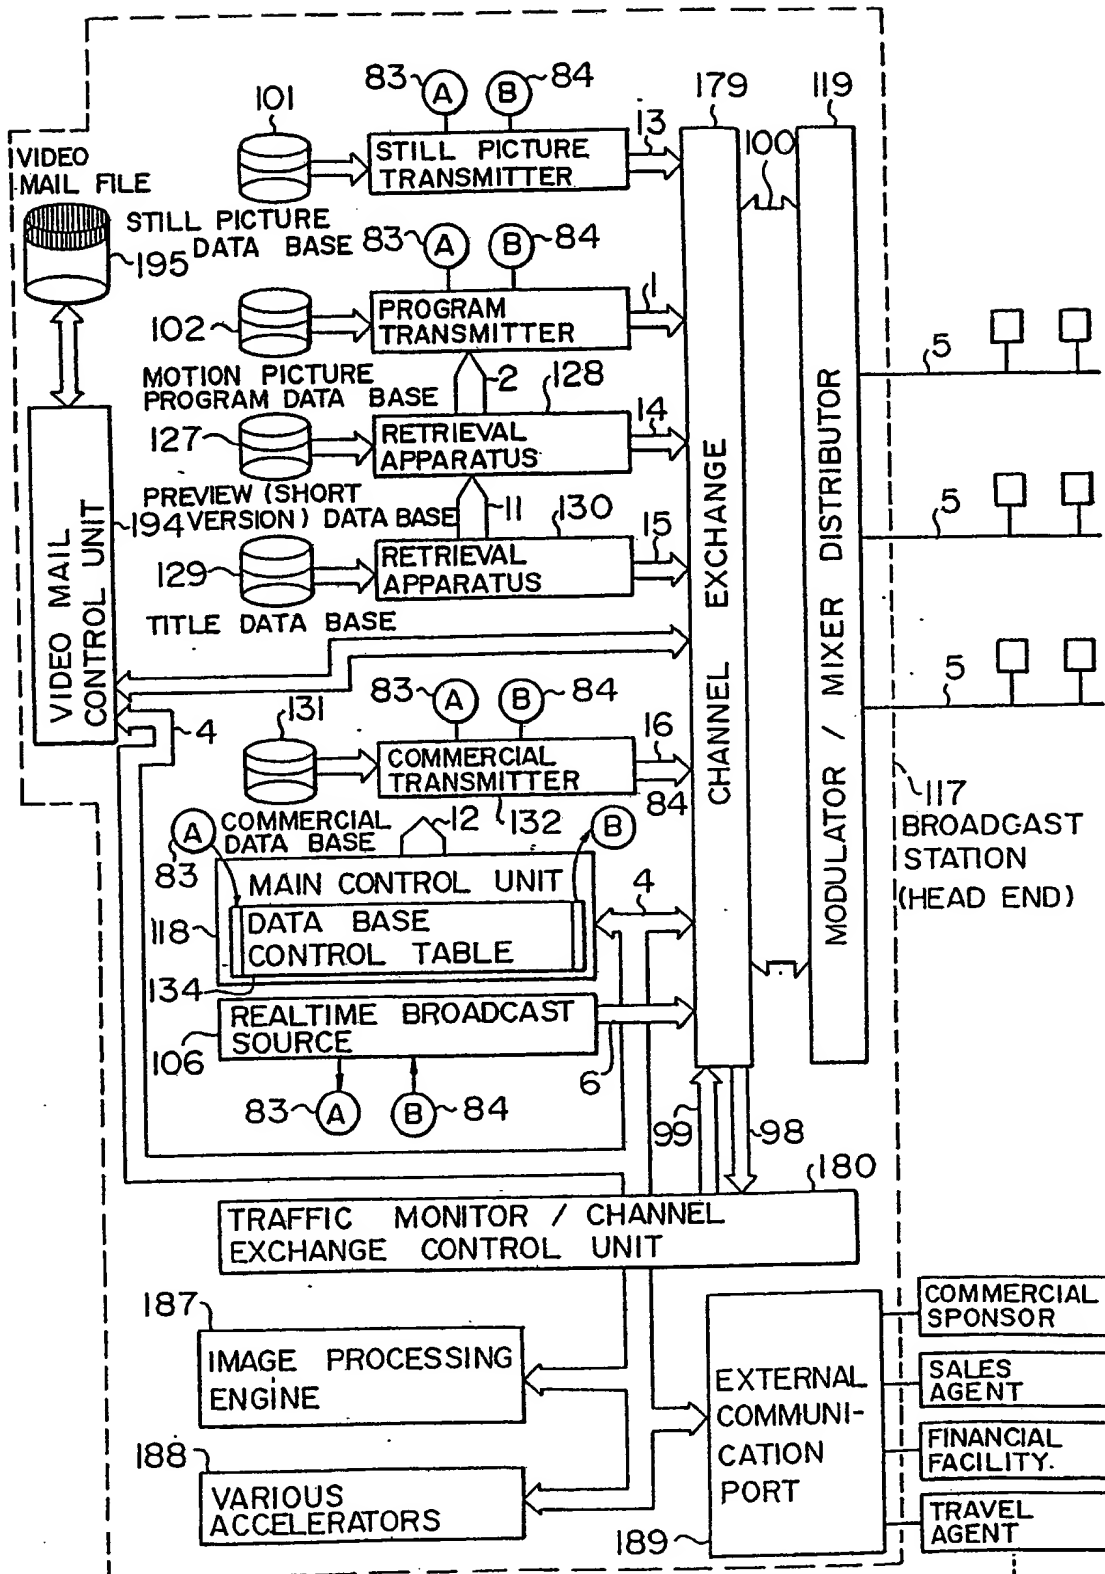 83 A B 84
179
119
101
13
100
VIDEO
MAIL FILE
STILL PICTURE
TRANSMITTER
STILL PICTURE
DATA BASE
195
83 A B 84
1
102
PROGRAM
TRANSMITTER
5
MOTION PICTURE
PROGRAM DATA BASE
2
128
127
RETRIEVAL
APPARATUS
14
PREVIEW (SHORT
VERSION) DATA BASE
194
11
130
129
RETRIEVAL
APPARATUS
15
5
TITLE DATA BASE
VIDEO MAIL
CONTROL UNIT
4
CHANNEL EXCHANGE
MODULATOR / MIXER DISTRIBUTOR
5
83 A B 84
131
COMMERCIAL
TRANSMITTER
16
COMMERCIAL
DATA BASE
12
132
84
B
A
83
117
BROADCAST
STATION
(HEAD END)
MAIN CONTROL UNIT
118
DATA BASE
CONTROL TABLE
134
4
REALTIME BROADCAST
SOURCE
106
6
83 A B 84
99
98
180
TRAFFIC MONITOR / CHANNEL
EXCHANGE CONTROL UNIT
187
IMAGE PROCESSING
ENGINE
188
VARIOUS
ACCELERATORS
EXTERNAL
COMMUNI-
CATION
PORT
189
COMMERCIAL
SPONSOR
SALES
AGENT
FINANCIAL
FACILITY.
TRAVEL
AGENT